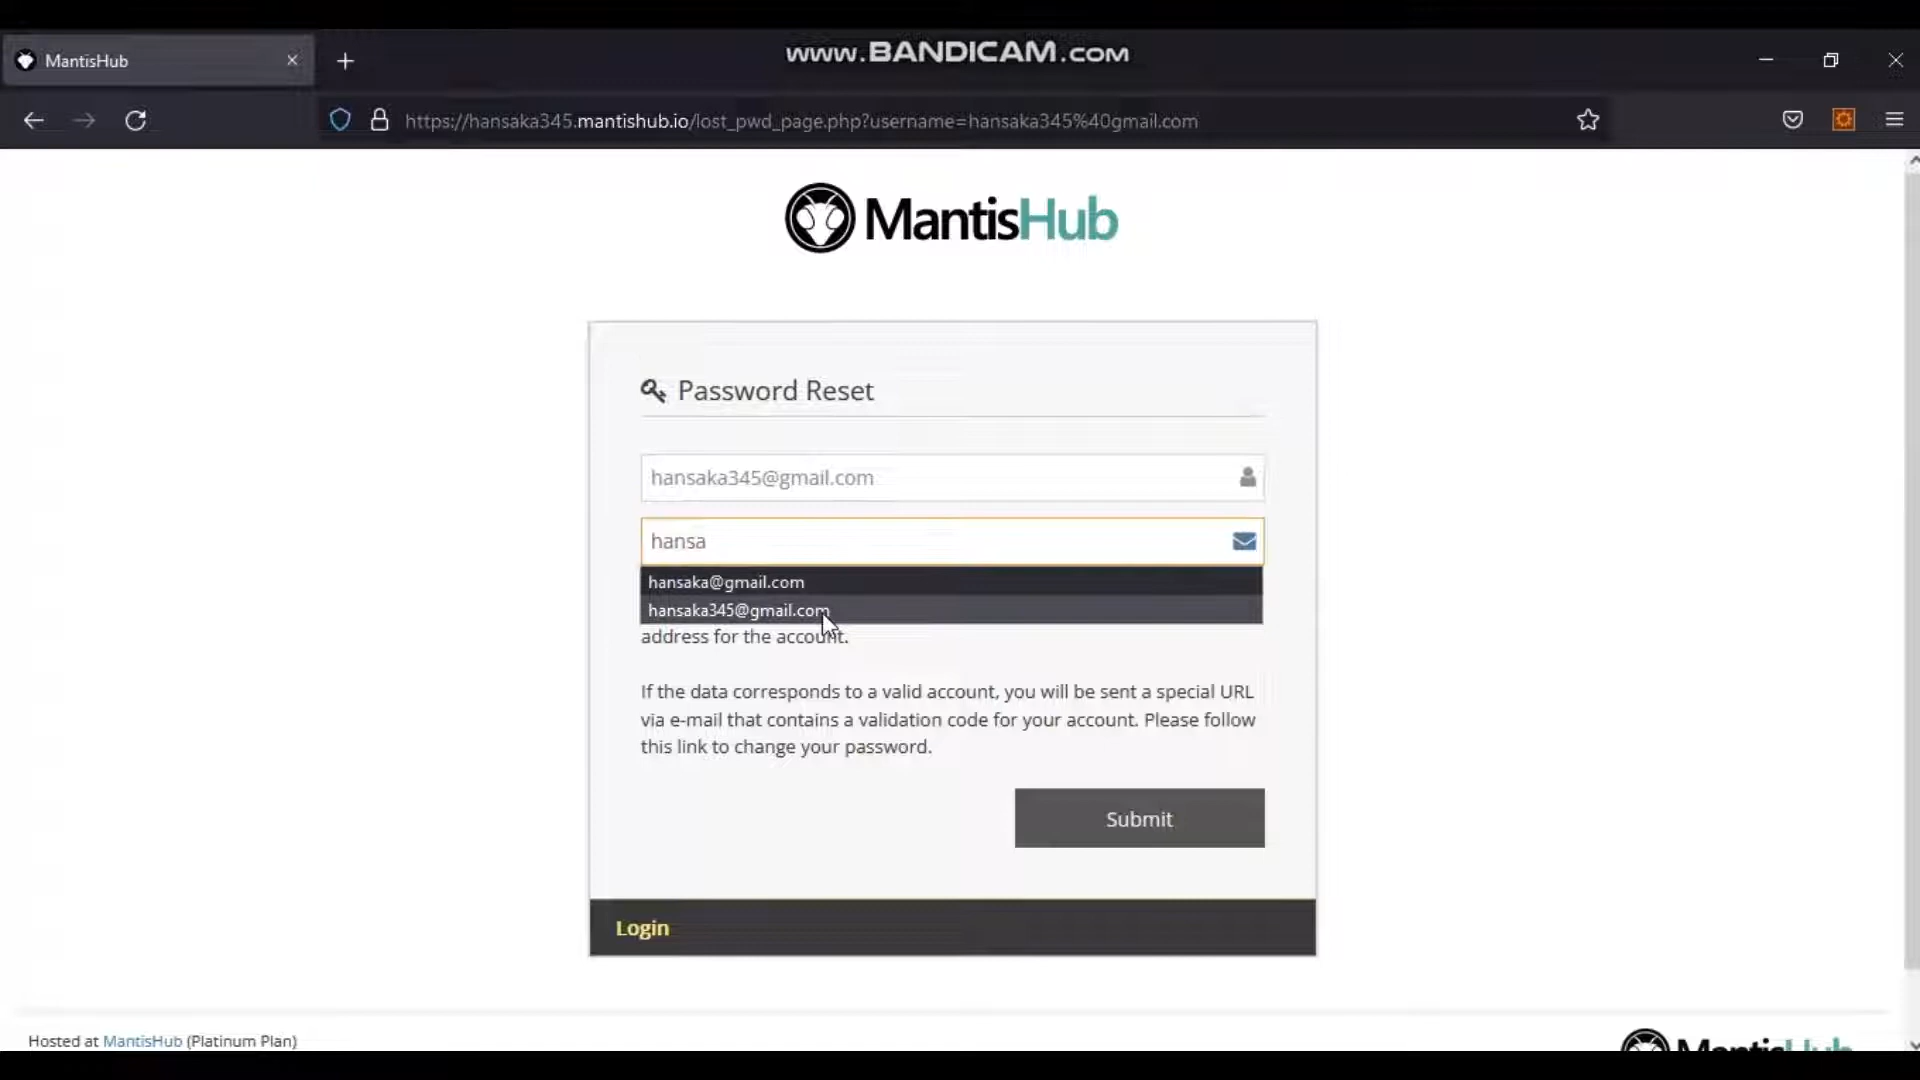 www.BANDICAM.com
MantisHub
https://hansaka345.mantishub.io/lost_pwd_page.php?username=hansaka345%40gmail.com
MantisHub
Password Reset
hansaka345@gmail.com
hansa
hansaka@gmail.com
hansaka345@gmail.com
address for the account.
If the data corresponds to a valid account, you will be sent a special URL
via e-mail that contains a validation code for your account. Please follow
this link to change your password.
Submit
Login
Hosted at MantisHub (Platinum Plan)
MantisHub